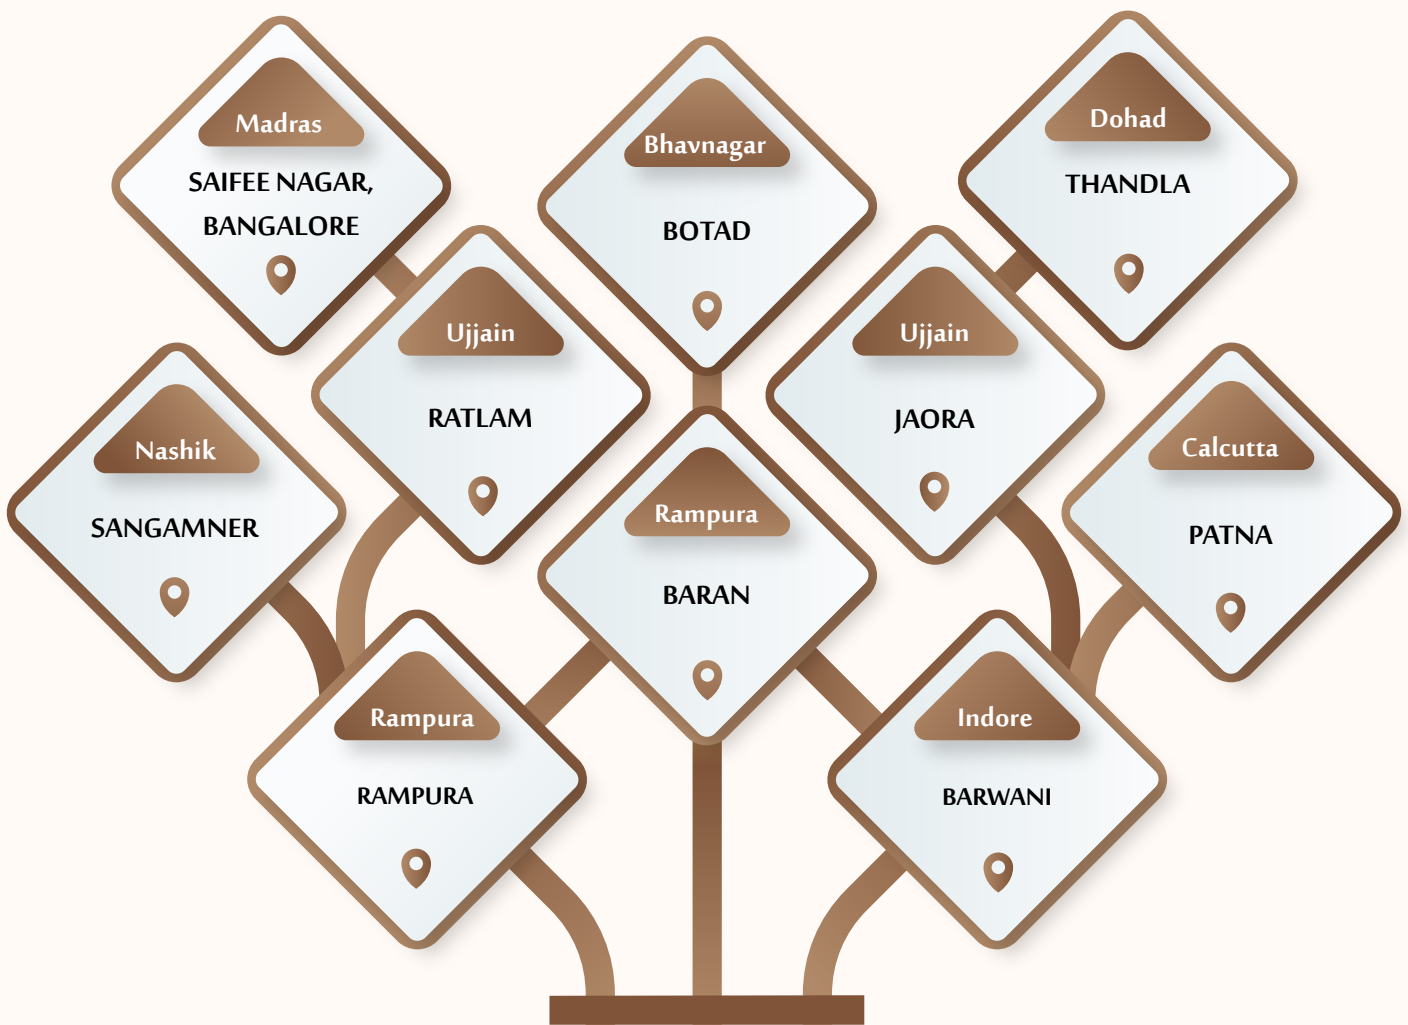 Madras
SAIFEE NAGAR,
BANGALORE
Bhavnagar
BOTAD
Dohad
THANDLA
Ujjain
RATLAM
Ujjain
JAORA
Nashik
SANGAMNER
Rampura
BARAN
Calcutta
PATNA
Rampura
RAMPURA
Indore
BARWANI